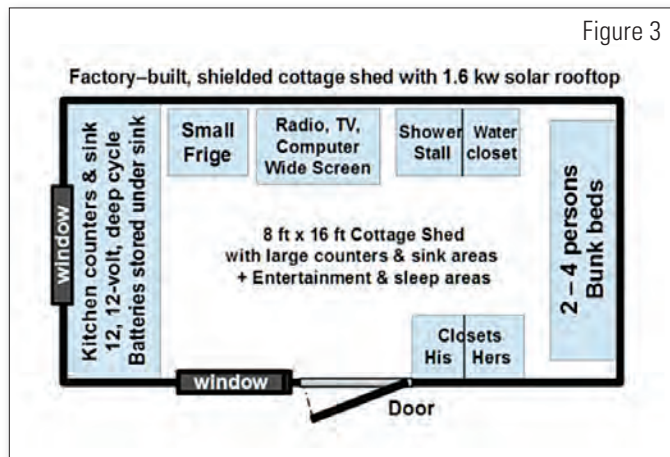 Figure 3
Factory–built, shielded cottage shed with 1.6 kw solar rooftop
Kitchen counters & sink
12, 12-volt, deep cycle
Batteries stored under sink
window
Small
Frige
Radio, TV,
Computer
Wide Screen
Shower
Stall
Water
closet
2 – 4 persons
Bunk beds
8 ft x 16 ft Cottage Shed
with large counters & sink areas
+ Entertainment & sleep areas
Closets
His Hers
window
Door